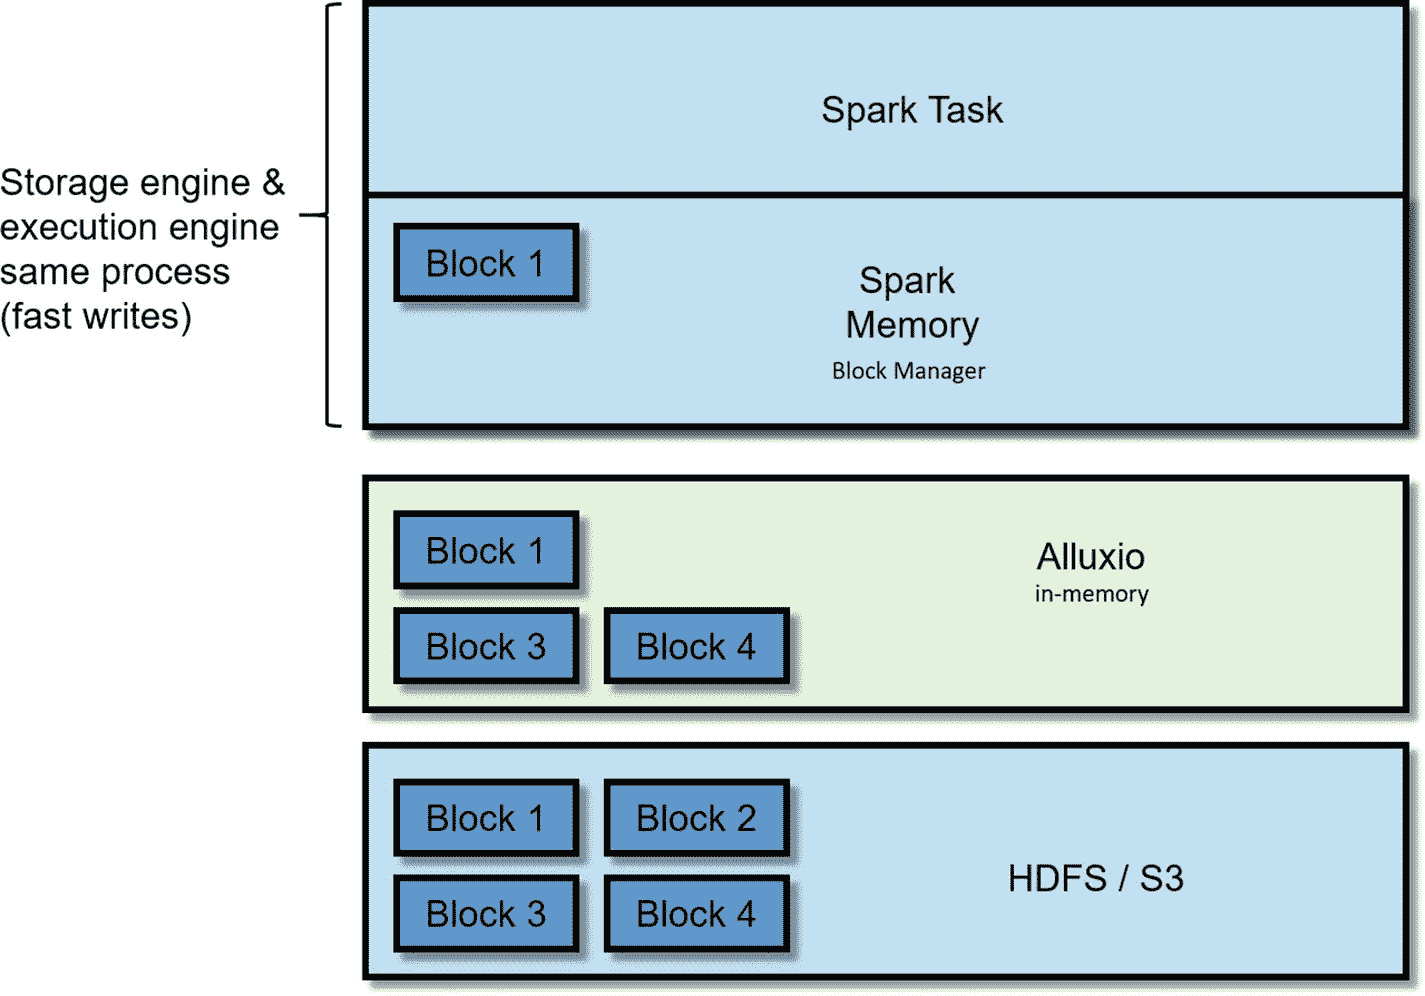 Spark Task
Storage engine &
execution engine
same process
(fast writes)
Block 1
Spark
Memory
Block Manager
Block 1
Alluxio
in-memory
Block 3
Block 4
Block 1
Block 2
HDFS / S3
Block 3
Block 4